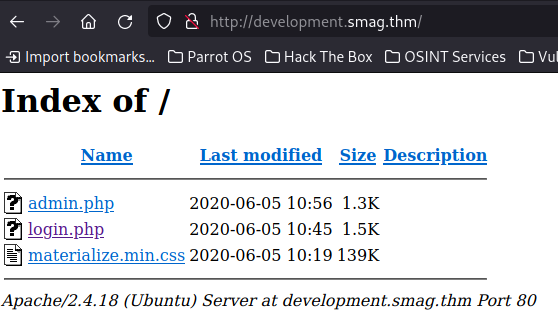 http://development.smag.thm/
Import bookmarks... Parrot OS Hack The Box OSINT Services Vul
Index of /
Name Last modified Size Description
admin.php 2020-06-05 10:56 1.3K
login.php 2020-06-05 10:45 1.5K
materialize.min.css 2020-06-05 10:19 139K
Apache/2.4.18 (Ubuntu) Server at development.smag.thm Port 80